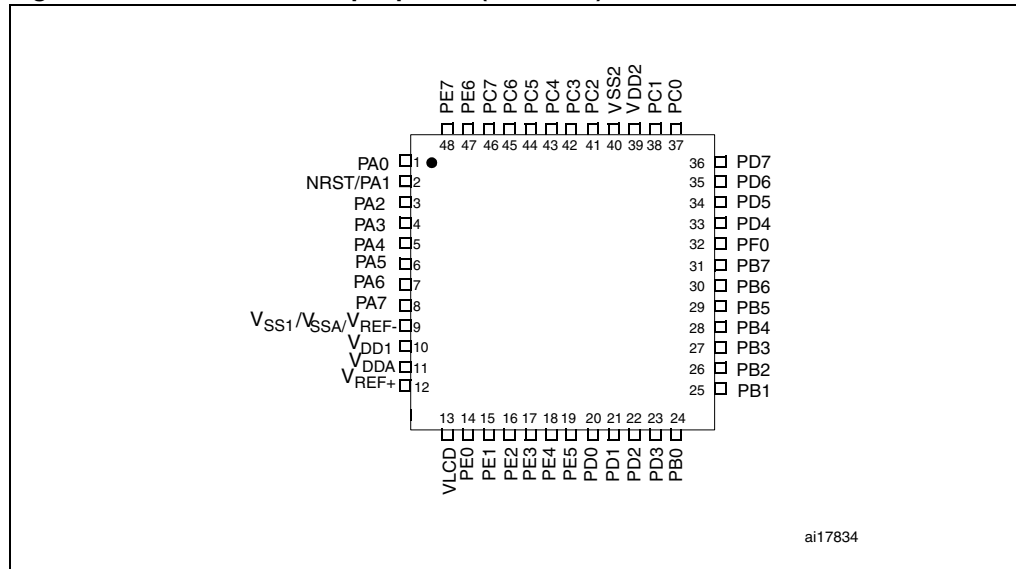 PE7 PE6 PC7 PC6 PC5 PC4 PC3 PC2 VSS2 VDD2 PC1 PC0
48 47 46 45 44 43 42 41 40 39 38 37
PA0 1 36 PD7
NRST/PA1 2 35 PD6
PA2 3 34 PD5
PA3 4 33 PD4
PA4 5 32 PF0
PA5 6 31 PB7
PA6 7 30 PB6
PA7 8 29 PB5
VSS1/VSSA/VREF- 9 28 PB4
VDD1 10 27 PB3
VDDA 11 26 PB2
VREF+ 12 25 PB1
13 14 15 16 17 18 19 20 21 22 23 24
VLCD PE0 PE1 PE2 PE3 PE4 PE5 PD0 PD1 PD2 PD3 PB0
ai17834